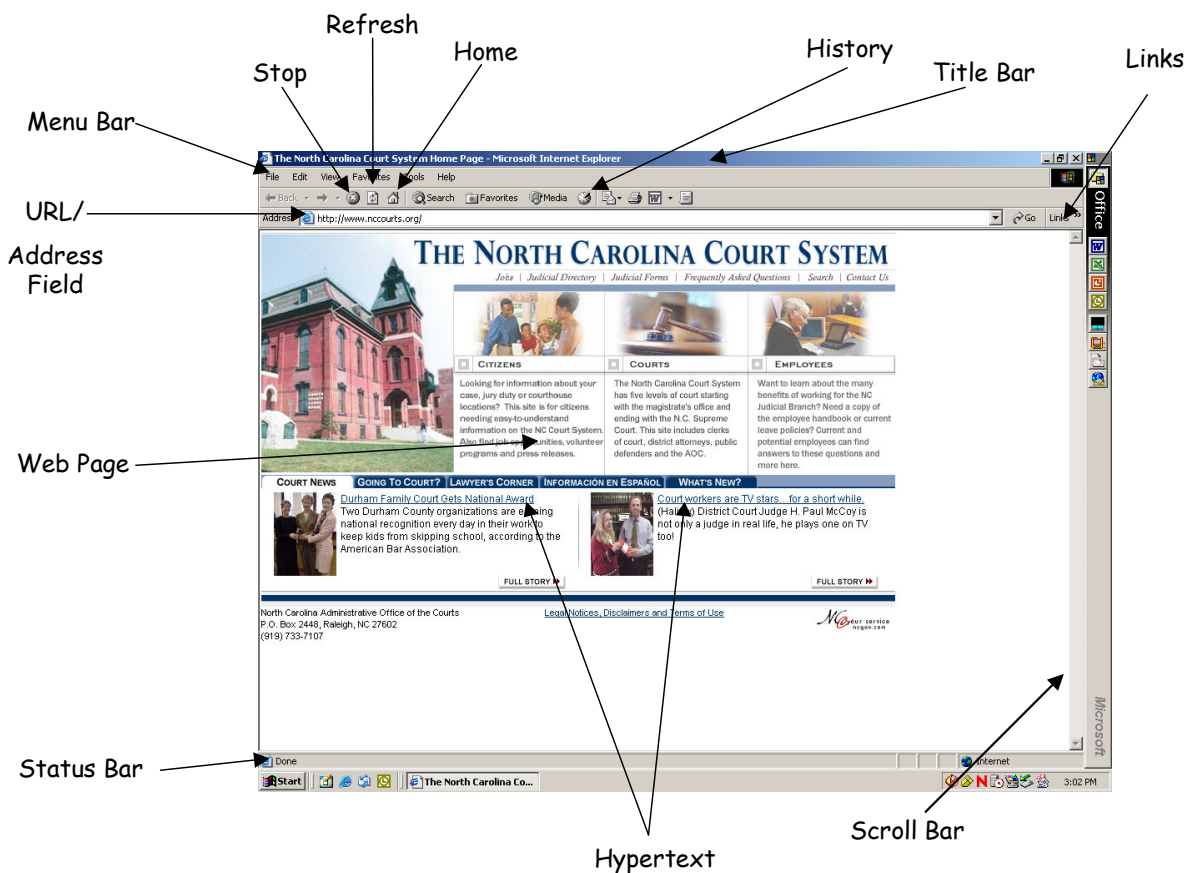 Refresh
Home
History
Stop
Title Bar
Links
Menu Bar
The North Carolina Court System Home Page - Microsoft Internet Explorer
File Edit View Favorites Tools Help
Back Search Favorites Media
URL/
Address
Field
Address http://www.nccourts.org/ Go Links »
Office
THE NORTH CAROLINA COURT SYSTEM
Jobs | Judicial Directory | Judicial Forms | Frequently Asked Questions | Search | Contact Us
CITIZENS
Looking for information about your
case, jury duty or courthouse
locations? This site is for citizens
needing easy-to-understand
information on the NC Court System.
Also find job opportunities, volunteer
programs and press releases.
COURTS
The North Carolina Court System
has five levels of court starting
with the magistrate's office and
ending with the N.C. Supreme
Court. This site includes clerks
of court, district attorneys, public
defenders and the AOC.
EMPLOYEES
Want to learn about the many
benefits of working for the NC
Judicial Branch? Need a copy of
the employee handbook or current
leave policies? Current and
potential employees can find
answers to these questions and
more here.
Web Page
COURT NEWS GOING TO COURT? LAWYER'S CORNER INFORMACIÓN EN ESPAÑOL WHAT'S NEW?
Durham Family Court Gets National Award
Two Durham County organizations are earning
national recognition every day in their work to
keep kids from skipping school, according to the
American Bar Association.
FULL STORY
Court workers are TV stars...for a short while.
(Halifax) District Court Judge H. Paul McCoy is
not only a judge in real life, he plays one on TV
too!
FULL STORY
North Carolina Administrative Office of the Courts
P.O. Box 2448, Raleigh, NC 27602
(919) 733-7107
Legal Notices, Disclaimers and Terms of Use
NC @ your service
ncgov.com
Microsoft
Status Bar
Done Internet
Start The North Carolina Co... 3:02 PM
Scroll Bar
Hypertext